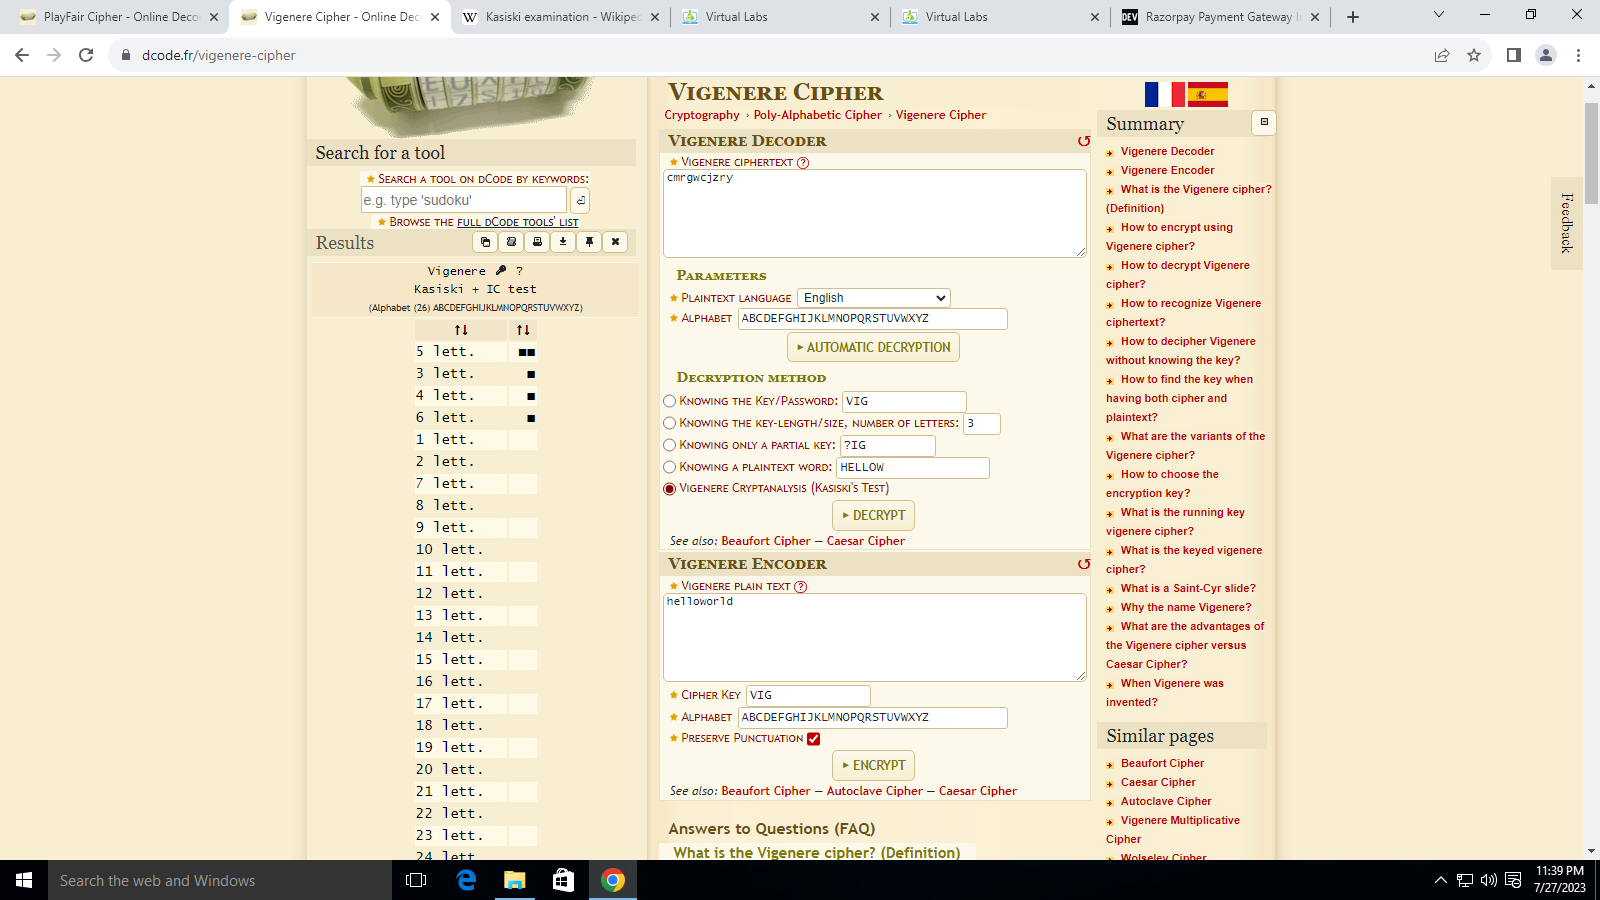 PlayFair Cipher - Online Deco
Vigenere Cipher - Online Dec
Kasiski examination - Wikiped
Virtual Labs
Virtual Labs
Razorpay Payment Gateway I
dcode.fr/vigenere-cipher
Search for a tool
Search a tool on dCode by keywords:
e.g. type 'sudoku'
Browse the full dCode tools' list
Results
Vigenere ?
Kasiski + IC test
(Alphabet (26) ABCDEFGHIJKLMNOPQRSTUVWXYZ)
↑↓ ↑↓
5 lett. ■■
3 lett. ■
4 lett. ■
6 lett. ■
1 lett.
2 lett.
7 lett.
8 lett.
9 lett.
10 lett.
11 lett.
12 lett.
13 lett.
14 lett.
15 lett.
16 lett.
17 lett.
18 lett.
19 lett.
20 lett.
21 lett.
22 lett.
23 lett.
24 lett.
Vigenere Cipher
Cryptography › Poly-Alphabetic Cipher › Vigenere Cipher
Vigenere Decoder
Vigenere ciphertext ?
cmrgwcjzry
Parameters
Plaintext language English
Alphabet ABCDEFGHIJKLMNOPQRSTUVWXYZ
▸ AUTOMATIC DECRYPTION
Decryption method
Knowing the Key/Password: VIG
Knowing the key-length/size, number of letters: 3
Knowing only a partial key: ?IG
Knowing a plaintext word: HELLOW
Vigenere Cryptanalysis (Kasiski's Test)
▸ DECRYPT
See also: Beaufort Cipher — Caesar Cipher
Vigenere Encoder
Vigenere plain text ?
helloworld
Cipher Key VIG
Alphabet ABCDEFGHIJKLMNOPQRSTUVWXYZ
Preserve Punctuation
▸ ENCRYPT
See also: Beaufort Cipher — Autoclave Cipher — Caesar Cipher
Answers to Questions (FAQ)
What is the Vigenere cipher? (Definition)
Summary
Vigenere Decoder
Vigenere Encoder
What is the Vigenere cipher?
(Definition)
How to encrypt using
Vigenere cipher?
How to decrypt Vigenere
cipher?
How to recognize Vigenere
ciphertext?
How to decipher Vigenere
without knowing the key?
How to find the key when
having both cipher and
plaintext?
What are the variants of the
Vigenere cipher?
How to choose the
encryption key?
What is the running key
vigenere cipher?
What is the keyed vigenere
cipher?
What is a Saint-Cyr slide?
Why the name Vigenere?
What are the advantages of
the Vigenere cipher versus
Caesar Cipher?
When Vigenere was
invented?
Similar pages
Beaufort Cipher
Caesar Cipher
Autoclave Cipher
Vigenere Multiplicative
Cipher
Wolseley Cipher
Feedback
Search the web and Windows
11:39 PM
7/27/2023